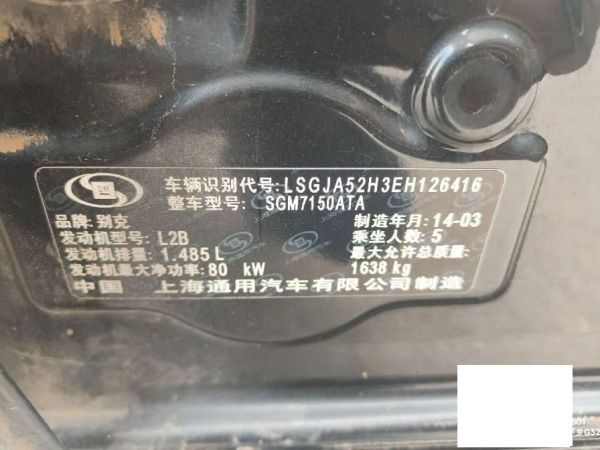 车辆识别代号:LSGJA52H3EH126416
整车型号: SGM7150ATA
品牌:别克 制造年月:14-03
发动机型号: L2B 乘坐人数:5
发动机排量:1.485L 最大允许总质量:
发动机最大净功率:80 kW 1638 kg
中国 上海通用汽车有限公司制造